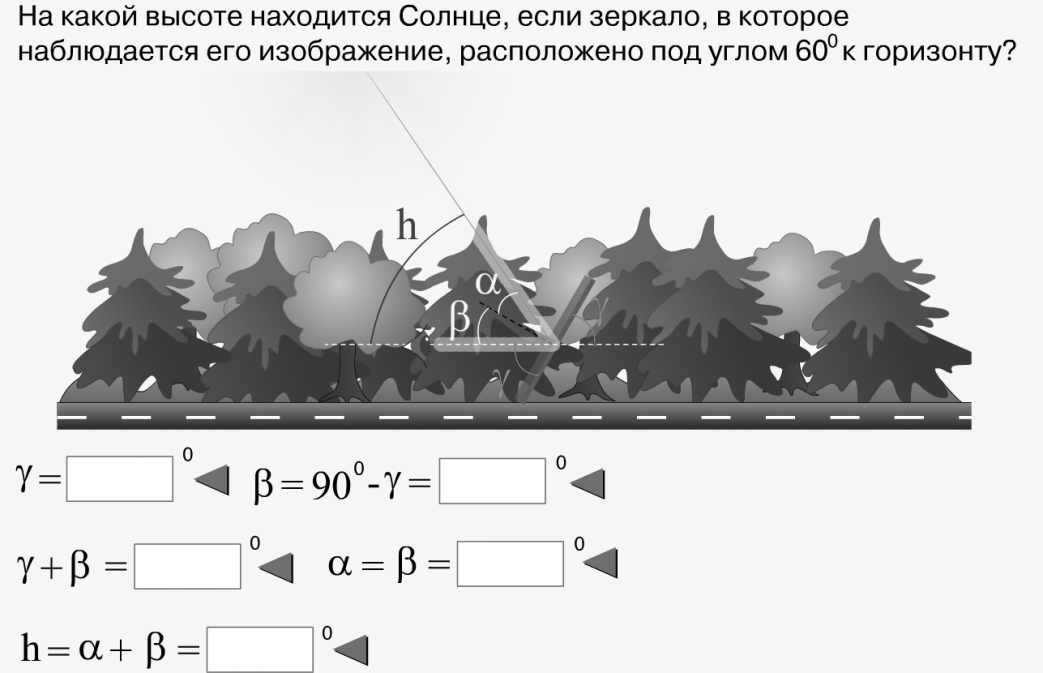 На какой высоте находится Солнце, если зеркало, в которое
наблюдается его изображение, расположено под углом 60⁰ к горизонту?
h
α
β
γ
γ
γ= ⁰ β=90⁰-γ= ⁰
γ+β = ⁰ α = β = ⁰
h=α+ β = ⁰